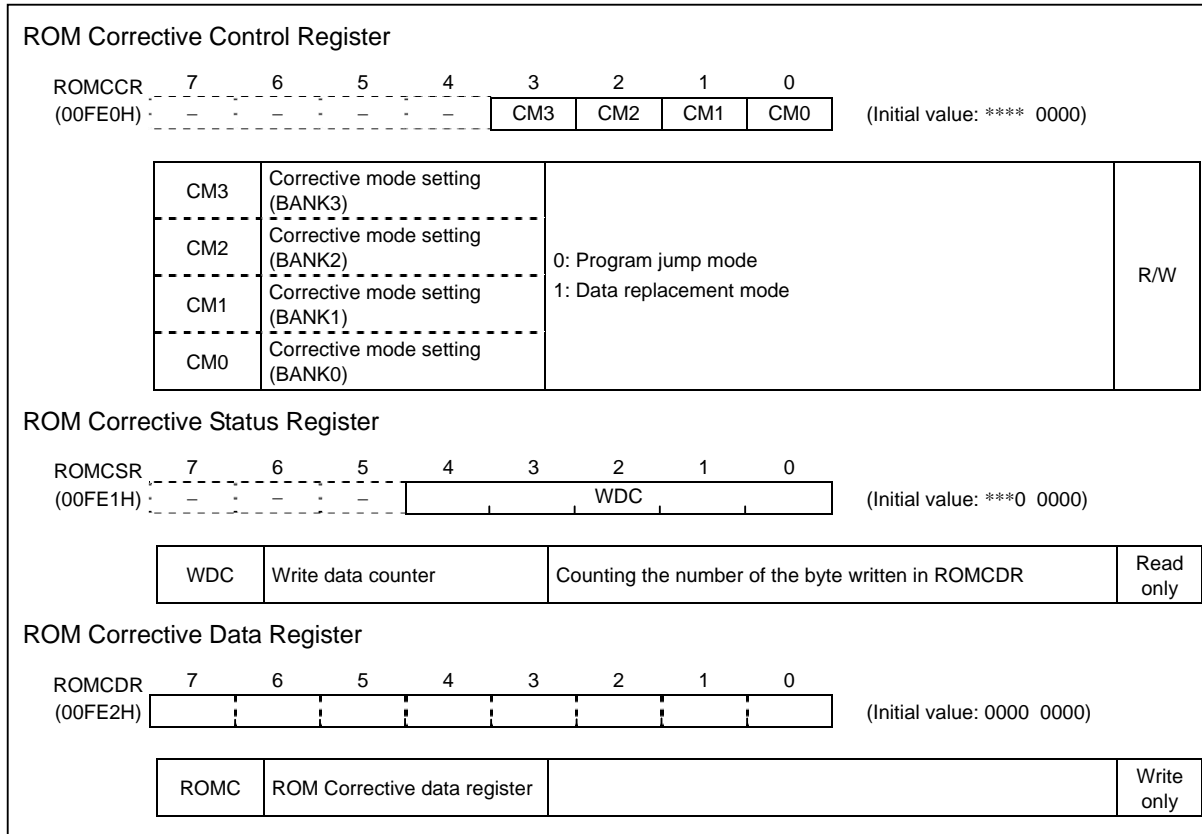 ROM Corrective Control Register
ROMCCR 7 6 5 4 3 2 1 0
(00FE0H) – – – – CM3 CM2 CM1 CM0 (Initial value: **** 0000)
CM3 Corrective mode setting
(BANK3)
CM2 Corrective mode setting
(BANK2)
CM1 Corrective mode setting
(BANK1)
CM0 Corrective mode setting
(BANK0)
0: Program jump mode
1: Data replacement mode
R/W
ROM Corrective Status Register
ROMCSR 7 6 5 4 3 2 1 0
(00FE1H) – – – WDC (Initial value: ***0 0000)
WDC Write data counter Counting the number of the byte written in ROMCDR Read
only
ROM Corrective Data Register
ROMCDR 7 6 5 4 3 2 1 0
(00FE2H) (Initial value: 0000 0000)
ROMC ROM Corrective data register Write
only